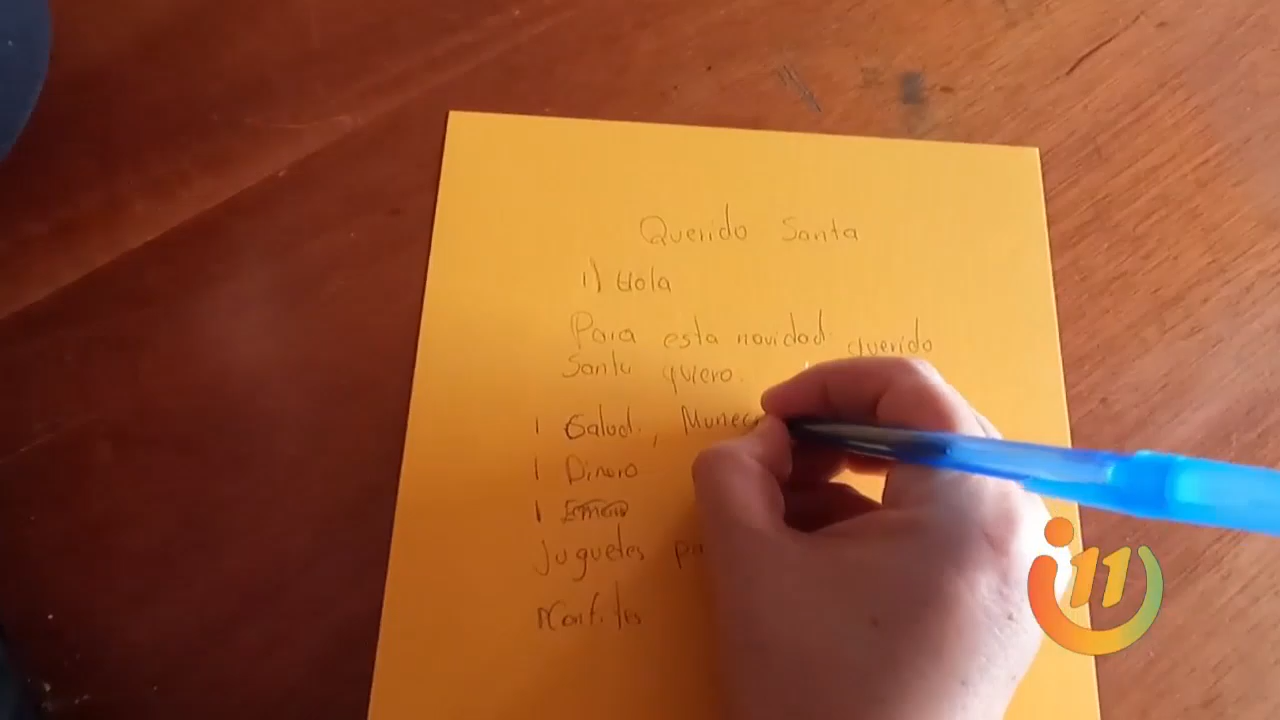 Querido Santa
1) Hola
Para esta navidad querido
Santa quiero.
1 Salud, Muñec
1 Dinero
1
Juguetes pa
Confites
i11